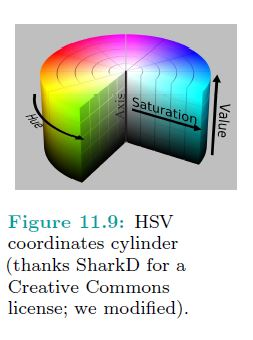 Hue
Axis
Saturation
Value
Figure 11.9: HSV
coordinates cylinder
(thanks SharkD for a
Creative Commons
license; we modified).